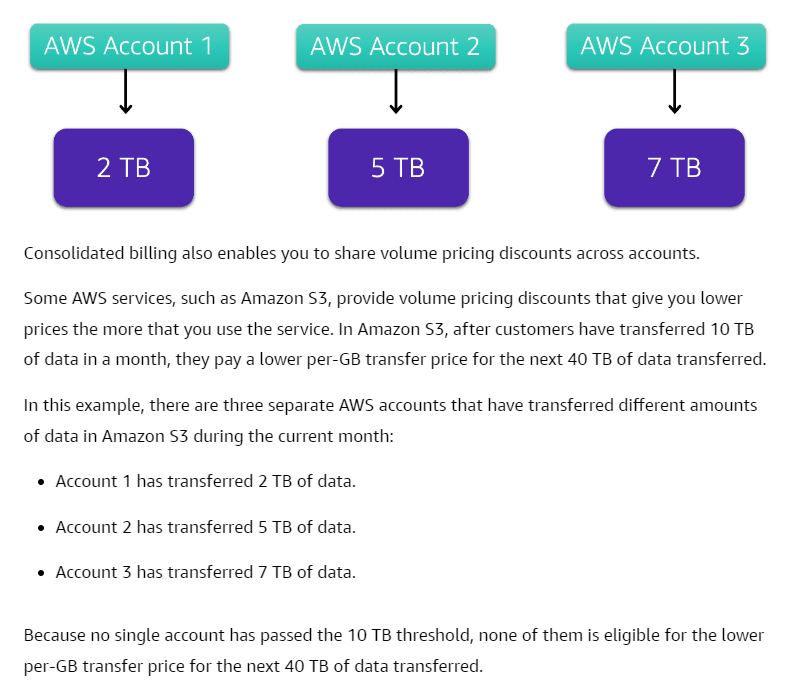 AWS Account 1
AWS Account 2
AWS Account 3
2 TB
5 TB
7 TB
Consolidated billing also enables you to share volume pricing discounts across accounts.
Some AWS services, such as Amazon S3, provide volume pricing discounts that give you lower
prices the more that you use the service. In Amazon S3, after customers have transferred 10 TB
of data in a month, they pay a lower per-GB transfer price for the next 40 TB of data transferred.
In this example, there are three separate AWS accounts that have transferred different amounts
of data in Amazon S3 during the current month:
• Account 1 has transferred 2 TB of data.
• Account 2 has transferred 5 TB of data.
• Account 3 has transferred 7 TB of data.
Because no single account has passed the 10 TB threshold, none of them is eligible for the lower
per-GB transfer price for the next 40 TB of data transferred.